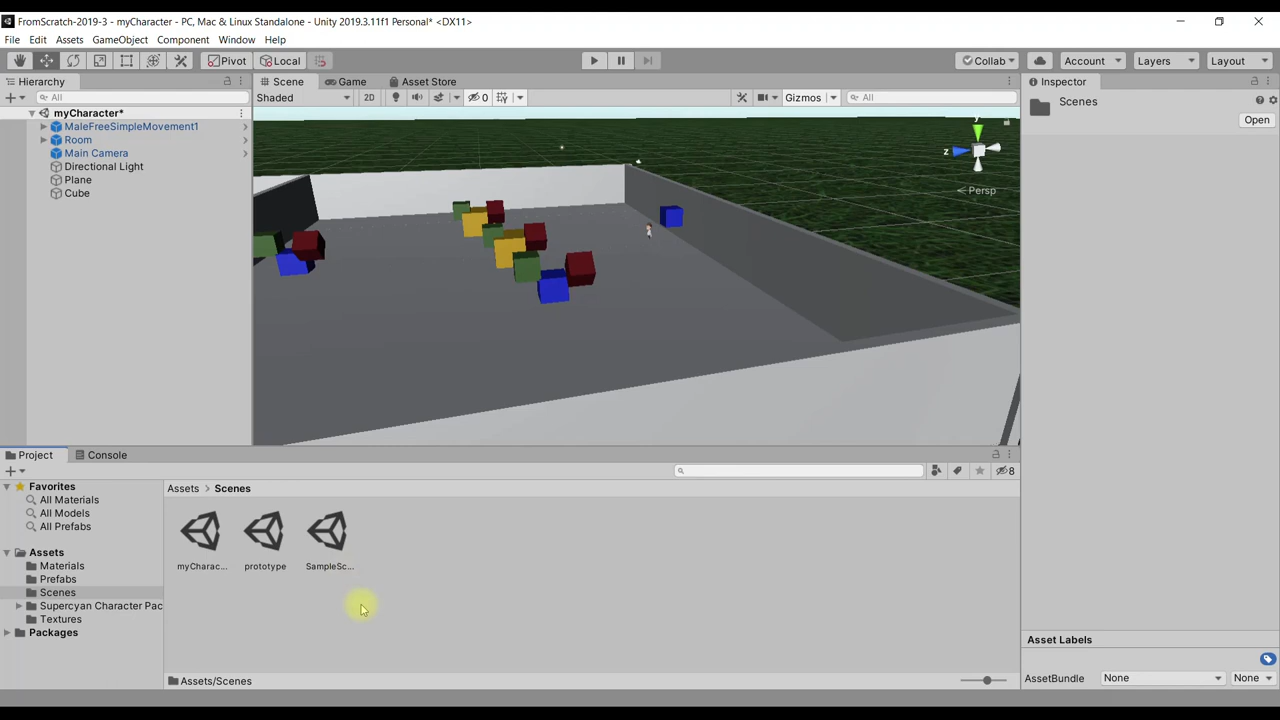 FromScratch-2019-3 - myCharacter - PC, Mac & Linux Standalone - Unity 2019.3.11f1 Personal* <DX11>
File Edit Assets GameObject Component Window Help
Pivot Local Collab Account Layers Layout
Hierarchy Scene Game Asset Store Inspector
All Shaded 2D 0 Gizmos All
Scenes
Open
myCharacter*
MaleFreeSimpleMovement1
Room
Main Camera
Directional Light
Plane
Cube
y
z
Persp
Project Console
8
Favorites
All Materials
All Models
All Prefabs
Assets
Materials
Prefabs
Scenes
Supercyan Character Pac
Textures
Packages
Assets > Scenes
myCharac... prototype SampleSc...
Assets/Scenes
Asset Labels
AssetBundle None None